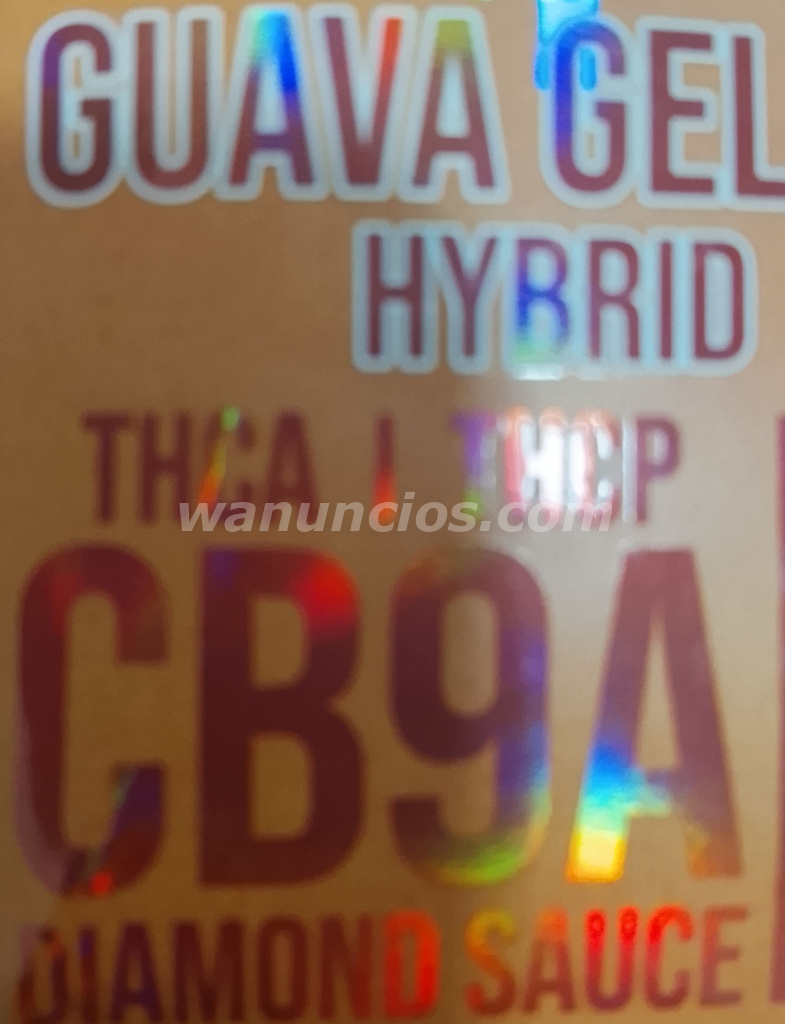 GUAVA GEL
HYBRID
THCA | THCP
wanuncios.com
CB9A
DIAMOND SAUCE